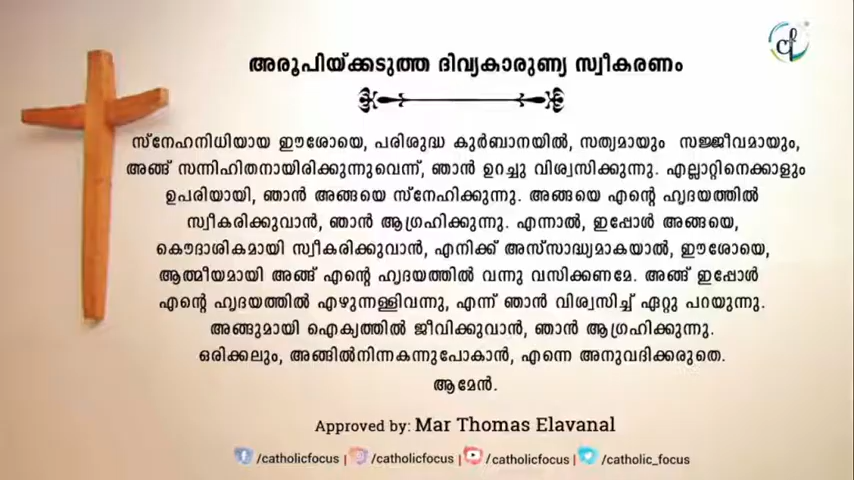 cf
അരൂപിയ്ക്കടുത്ത ദിവ്യകാരുണ്യ സ്വീകരണം
സ്നേഹനിധിയായ ഈശോയെ, പരിശുദ്ധ കുർബാനയിൽ, സത്യമായും സജ്ജീവമായും,
അങ്ങ് സന്നിഹിതനായിരിക്കുന്നുവെന്ന്, ഞാൻ ഉറച്ചു വിശ്വസിക്കുന്നു. എല്ലാറ്റിനെക്കാളും
ഉപരിയായി, ഞാൻ അങ്ങയെ സ്നേഹിക്കുന്നു. അങ്ങയെ എന്റെ ഹൃദയത്തിൽ
സ്വീകരിക്കുവാൻ, ഞാൻ ആഗ്രഹിക്കുന്നു. എന്നാൽ, ഇപ്പോൾ അങ്ങയെ,
കൌദാശികമായി സ്വീകരിക്കുവാൻ, എനിക്ക് അസ്സാദ്ധ്യമാകയാൽ, ഈശോയെ,
ആത്മീയമായി അങ്ങ് എന്റെ ഹൃദയത്തിൽ വന്നു വസിക്കണമേ. അങ്ങ് ഇപ്പോൾ
എന്റെ ഹൃദയത്തിൽ എഴുന്നള്ളിവന്നു, എന്ന് ഞാൻ വിശ്വസിച്ച് ഏറ്റു പറയുന്നു.
അങ്ങുമായി ഐക്യത്തിൽ ജീവിക്കുവാൻ, ഞാൻ ആഗ്രഹിക്കുന്നു.
ഒരിക്കലും, അങ്ങിൽനിന്നകന്നുപോകാൻ, എന്നെ അനുവദിക്കരുതെ.
ആമേൻ.
Approved by: Mar Thomas Elavanal
/catholicfocus | /catholicfocus | /catholicfocus | /catholic_focus